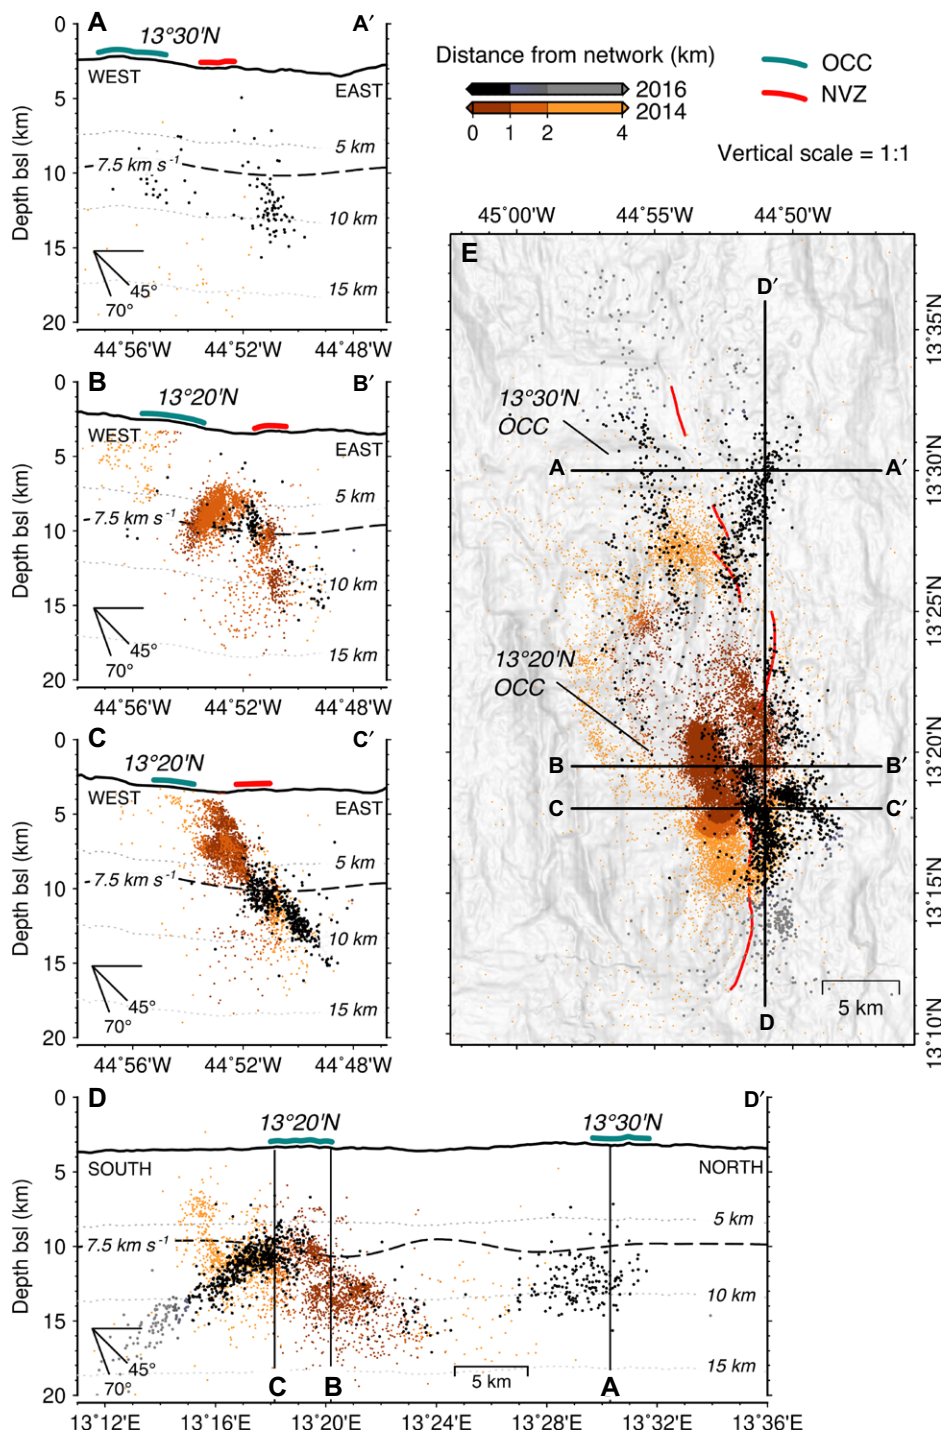 A
13°30'N
A′
WEST
EAST
0
5
10
15
20
Depth bsl (km)
5 km
7.5 km s⁻¹
10 km
15 km
45°
70°
44˚56'W
44˚52'W
44˚48'W
B
13°20'N
B′
WEST
EAST
0
5
10
15
20
Depth bsl (km)
5 km
7.5 km s⁻¹
10 km
15 km
45°
70°
44˚56'W
44˚52'W
44˚48'W
C
13°20'N
C′
WEST
EAST
0
5
10
15
20
Depth bsl (km)
5 km
7.5 km s⁻¹
10 km
15 km
45°
70°
44˚56'W
44˚52'W
44˚48'W
Distance from network (km)
2016
2014
0
1
2
4
OCC
NVZ
Vertical scale = 1:1
45˚00'W
44˚55'W
44˚50'W
E
D′
13°30'N
OCC
A
A′
13°20'N
OCC
B
B′
C
C′
5 km
D
13˚35'N
13˚30'N
13˚25'N
13˚20'N
13˚15'N
13˚10'N
D
13°20'N
13°30'N
D′
SOUTH
NORTH
0
5
10
15
20
Depth bsl (km)
5 km
7.5 km s⁻¹
10 km
15 km
45°
70°
5 km
C
B
A
13˚12'E
13˚16'E
13˚20'E
13˚24'E
13˚28'E
13˚32'E
13˚36'E